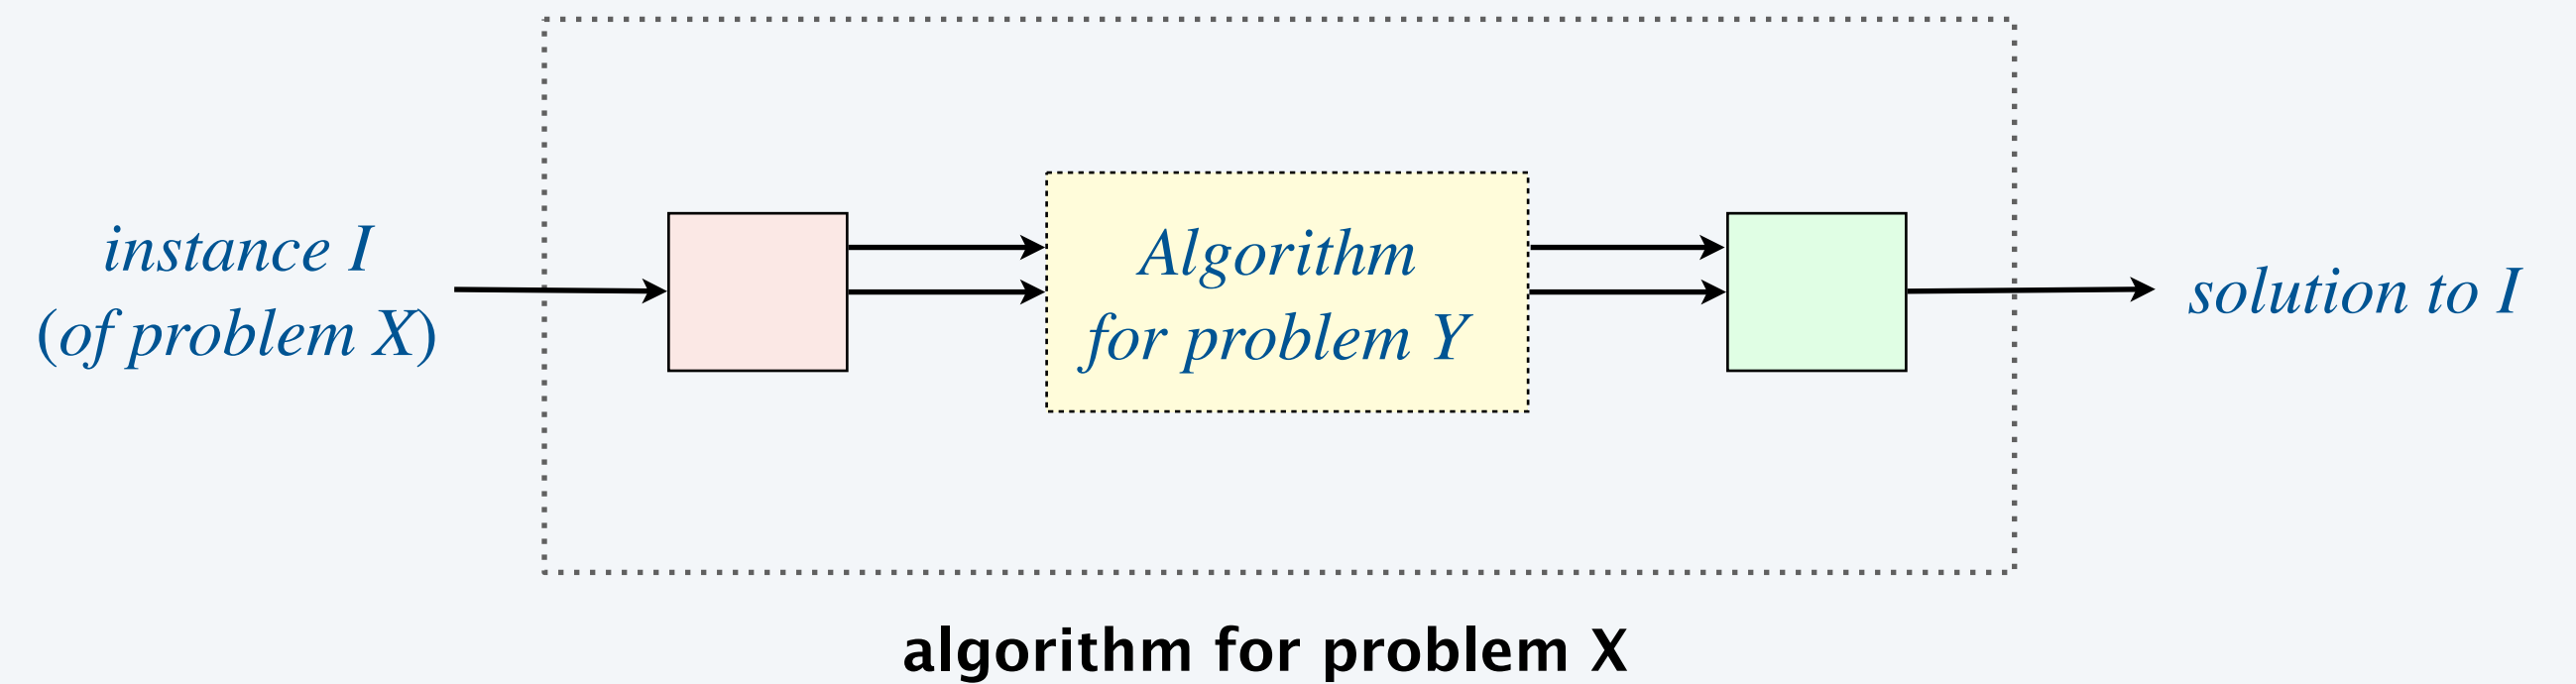 instance I
(of problem X)
Algorithm
for problem Y
solution to I
algorithm for problem X